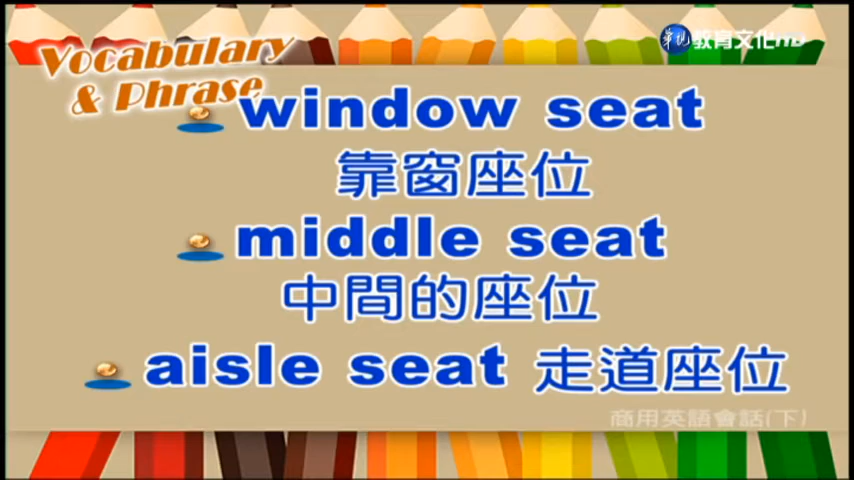 華視 教育文化HD
Vocabulary
& Phrase
window seat
靠窗座位
middle seat
中間的座位
aisle seat 走道座位
商用英語會話(下)